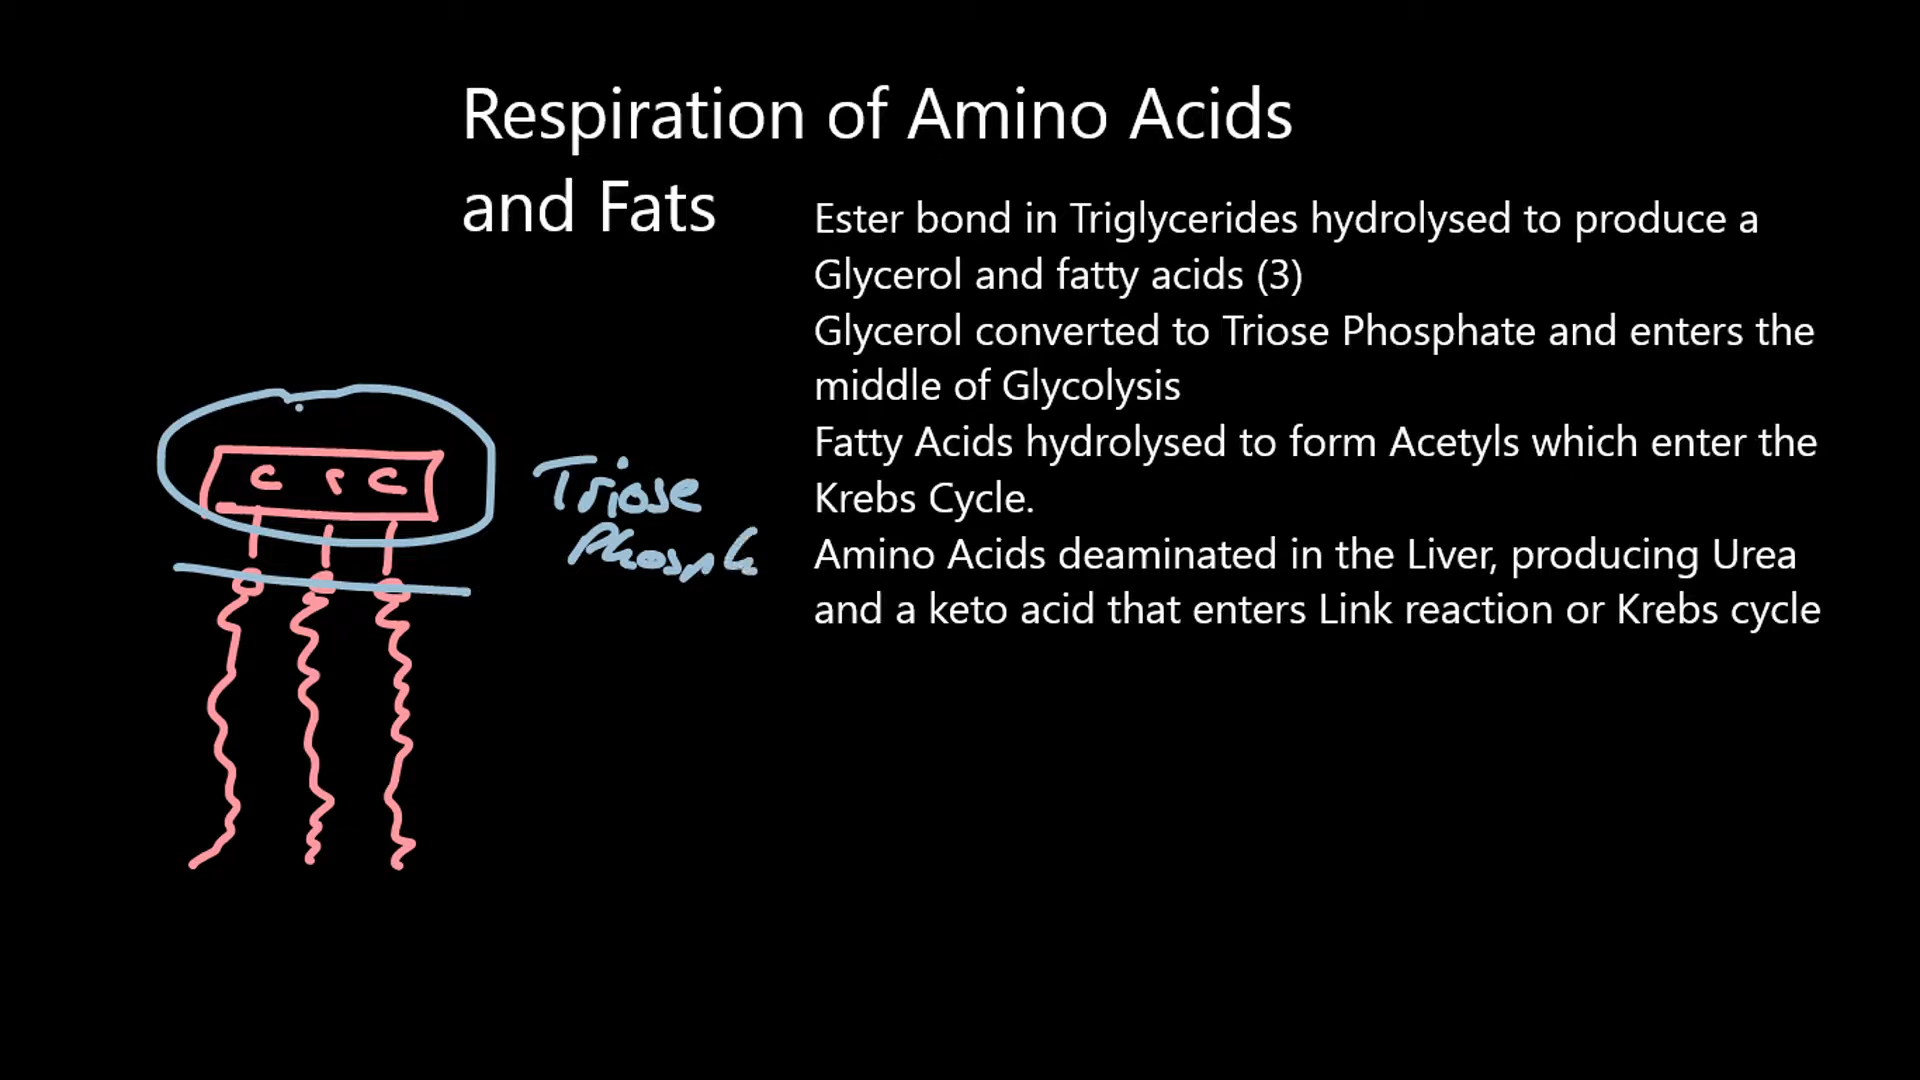 Respiration of Amino Acids
and Fats
Ester bond in Triglycerides hydrolysed to produce a
Glycerol and fatty acids (3)
Glycerol converted to Triose Phosphate and enters the
middle of Glycolysis
Fatty Acids hydrolysed to form Acetyls which enter the
Krebs Cycle.
Amino Acids deaminated in the Liver, producing Urea
and a keto acid that enters Link reaction or Krebs cycle
C C C
Triose